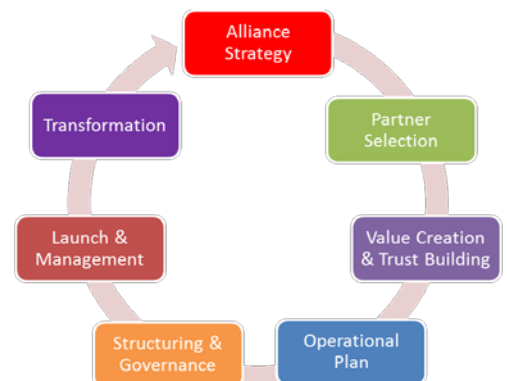 Alliance
Strategy
Partner
Selection
Value Creation
& Trust Building
Operational
Plan
Structuring &
Governance
Launch &
Management
Transformation